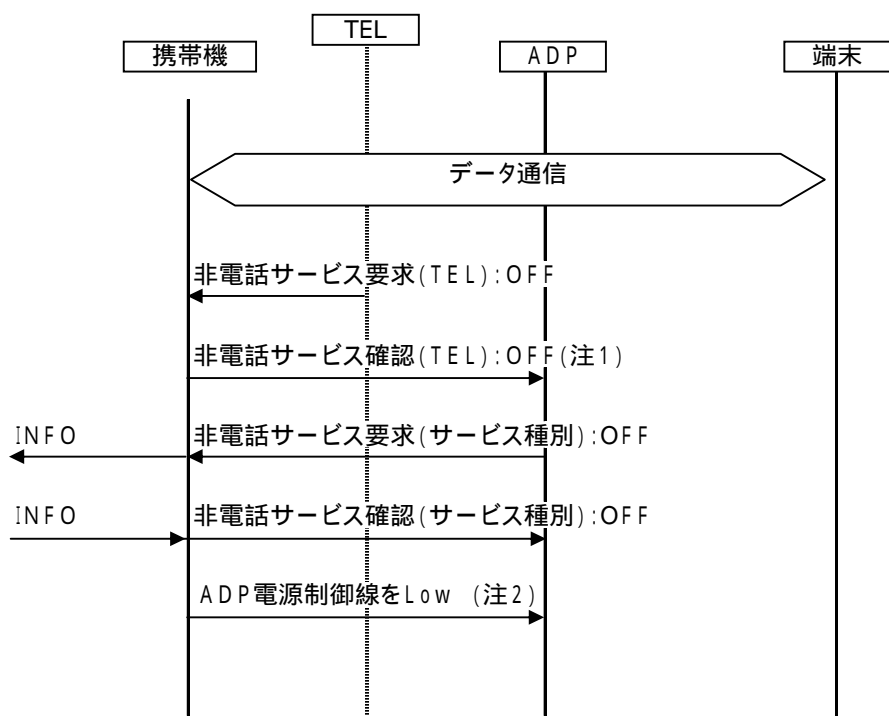 TEL
携帯機
ADP
端末
データ通信
非電話サービス要求(TEL):OFF
非電話サービス確認(TEL):OFF(注1)
INFO
非電話サービス要求(サービス種別):OFF
INFO
非電話サービス確認(サービス種別):OFF
ADP電源制御線をLow (注2)